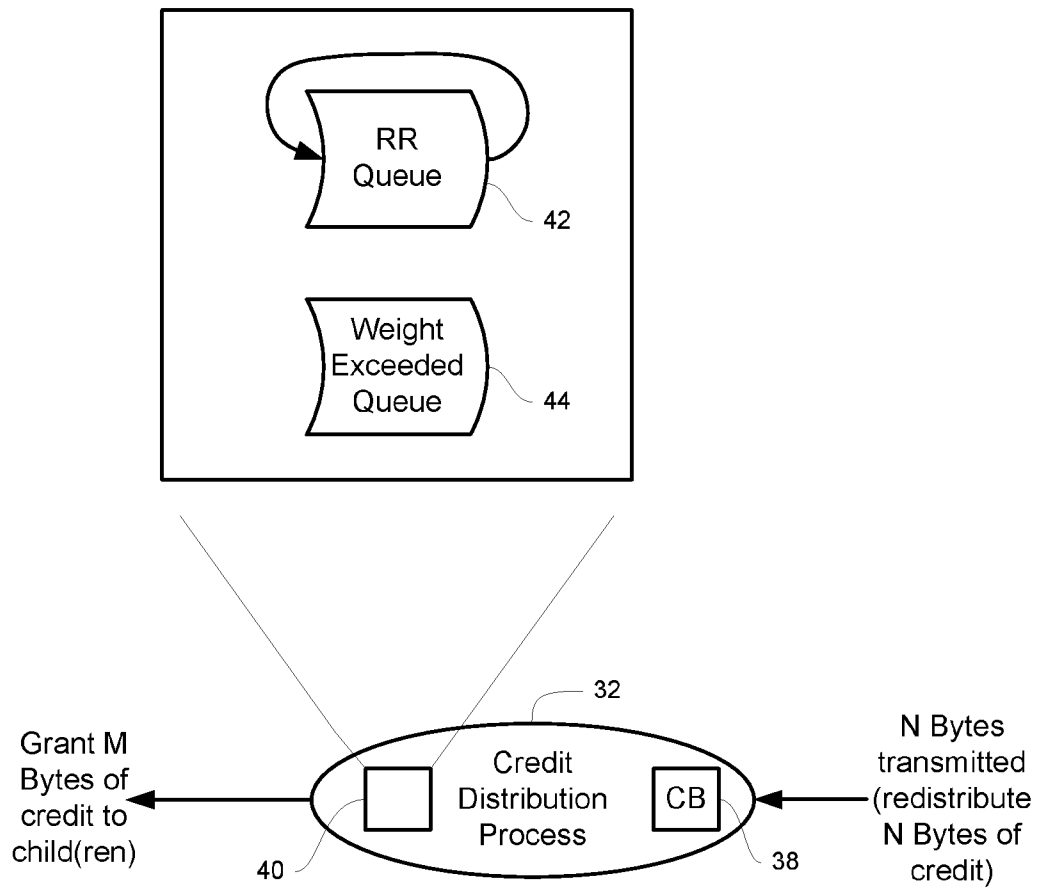 RR
Queue
42
Weight
Exceeded
Queue
44
32
Grant M
Bytes of
credit to
child(ren)
40
Credit
Distribution
Process
CB
38
N Bytes
transmitted
(redistribute
N Bytes of
credit)